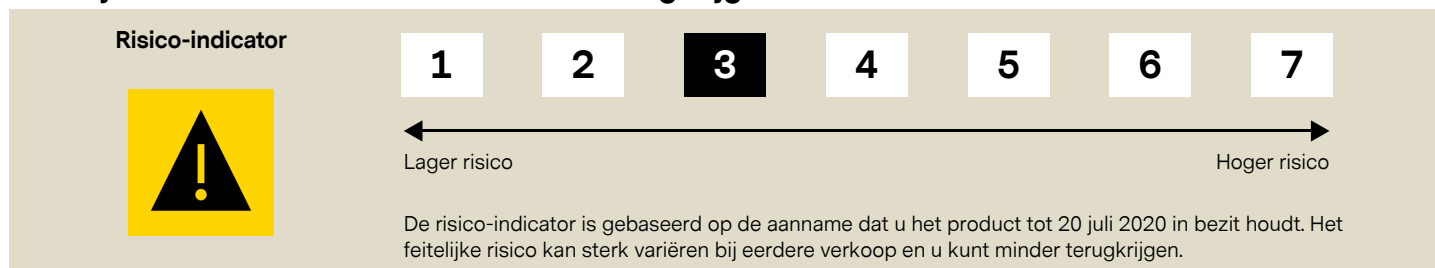 Risico-indicator
1 2 3 4 5 6 7
Lager risico Hoger risico
De risico-indicator is gebaseerd op de aanname dat u het product tot 20 juli 2020 in bezit houdt. Het
feitelijke risico kan sterk variëren bij eerdere verkoop en u kunt minder terugkrijgen.